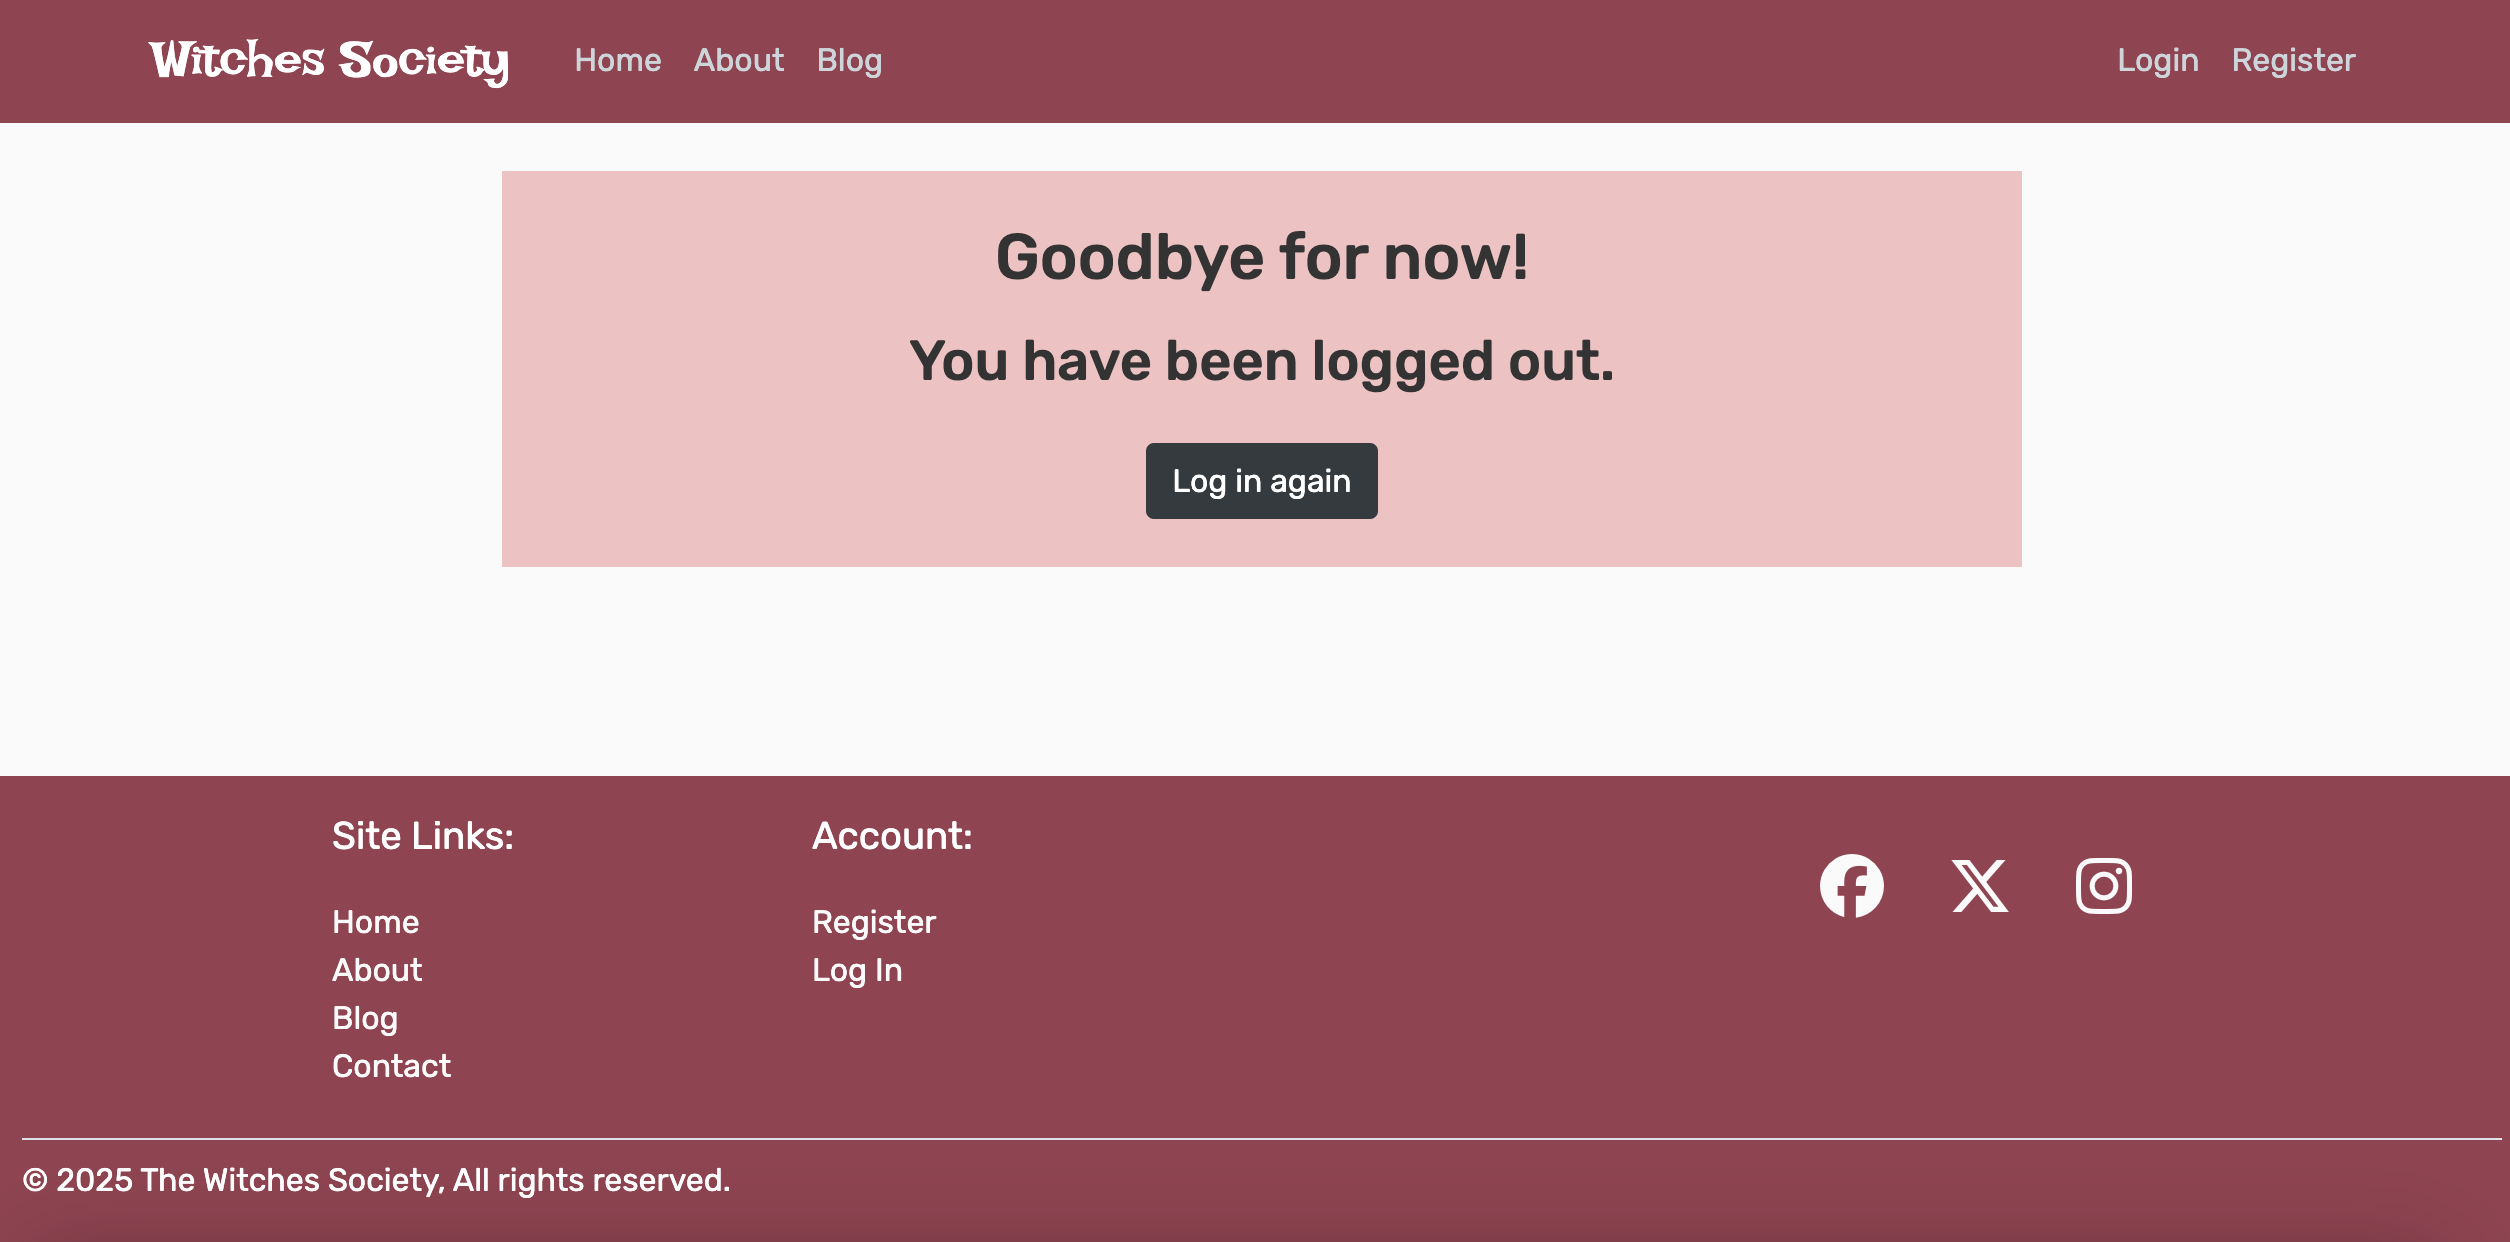 Witches Society Home About Blog Login Register
Goodbye for now!
You have been logged out.
Log in again
Site Links:
Home
About
Blog
Contact
Account:
Register
Log In
© 2025 The Witches Society, All rights reserved.